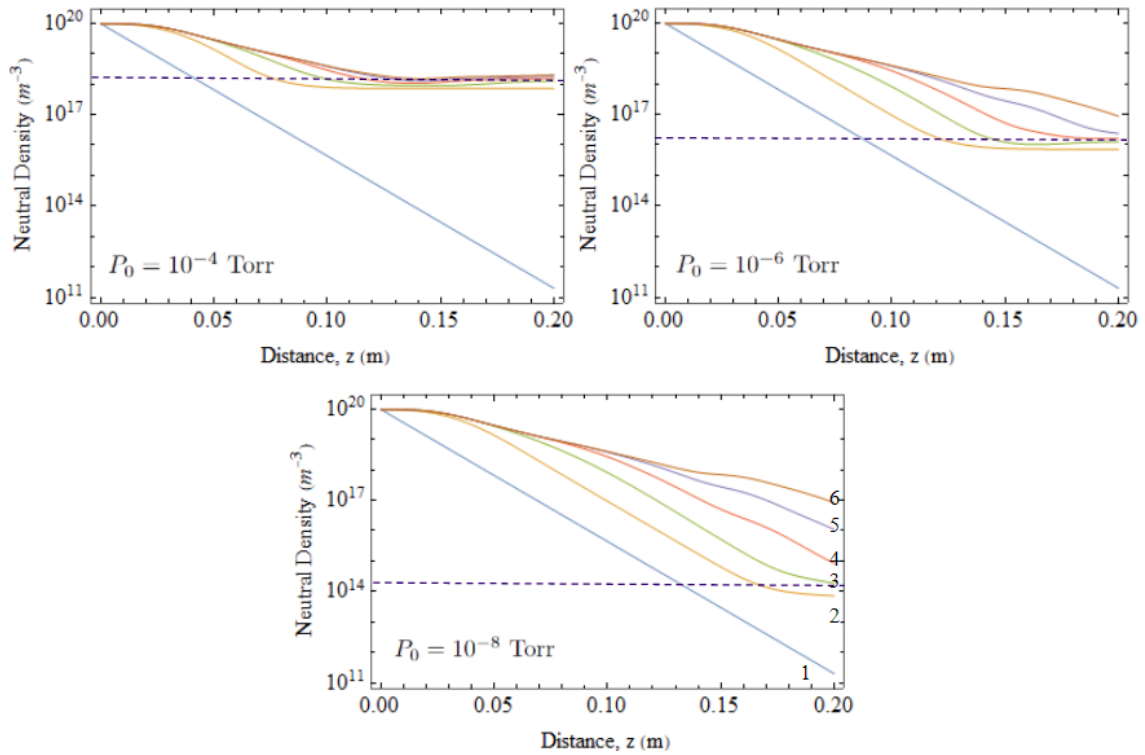 10^20
10^17
10^14
10^11
Neutral Density (m^−3)
P_0 = 10^−4 Torr
0.00 0.05 0.10 0.15 0.20
Distance, z (m)
10^20
10^17
10^14
10^11
Neutral Density (m^−3)
P_0 = 10^−6 Torr
0.00 0.05 0.10 0.15 0.20
Distance, z (m)
10^20
10^17
10^14
10^11
Neutral Density (m^−3)
6
5
4
3
2
1
P_0 = 10^−8 Torr
0.00 0.05 0.10 0.15 0.20
Distance, z (m)